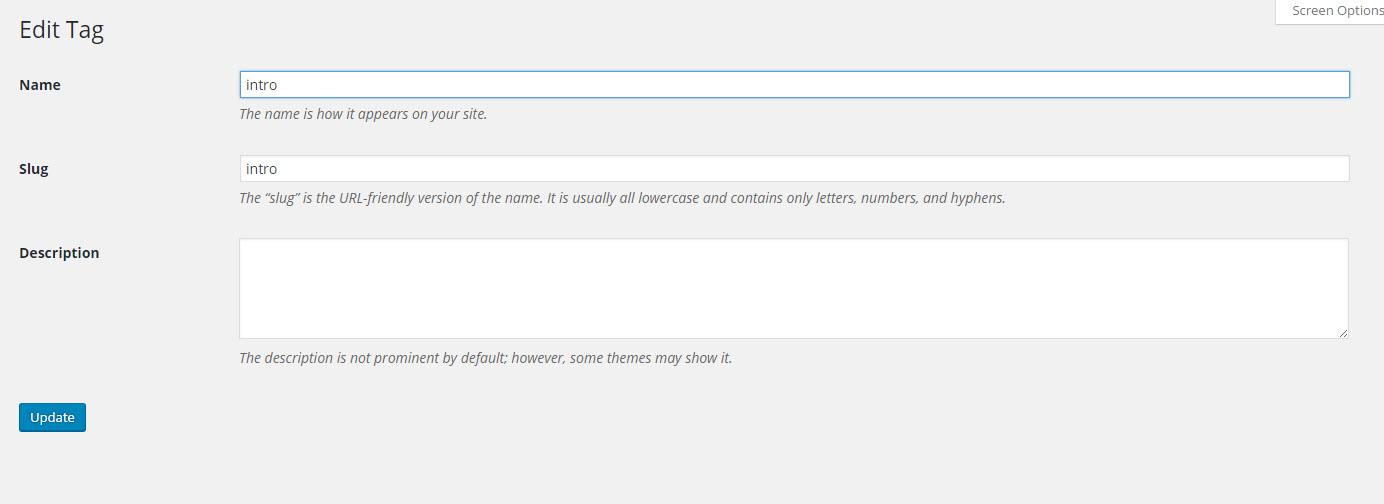 Screen Options
Edit Tag
Name
intro
The name is how it appears on your site.
Slug
intro
The “slug” is the URL-friendly version of the name. It is usually all lowercase and contains only letters, numbers, and hyphens.
Description
The description is not prominent by default; however, some themes may show it.
Update